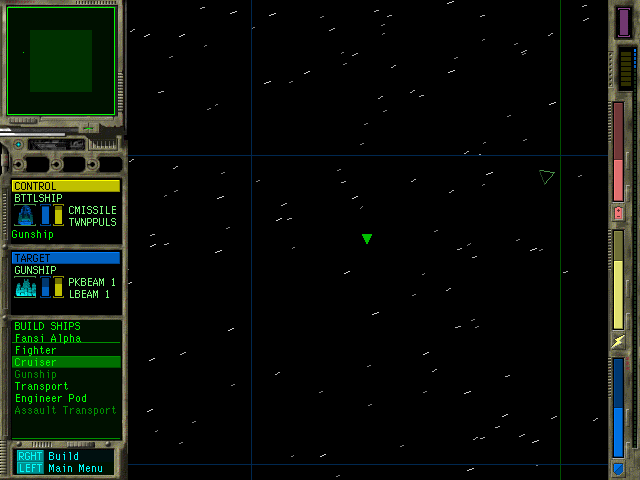 CONTROL
BTTLSHIP
CMISSILE
TWNPPULS
Gunship
TARGET
GUNSHIP
PKBEAM 1
LBEAM 1
BUILD SHIPS
Fansi Alpha
Fighter
Cruiser
Gunship
Transport
Engineer Pod
Assault Transport
RGHT Build
LEFT Main Menu